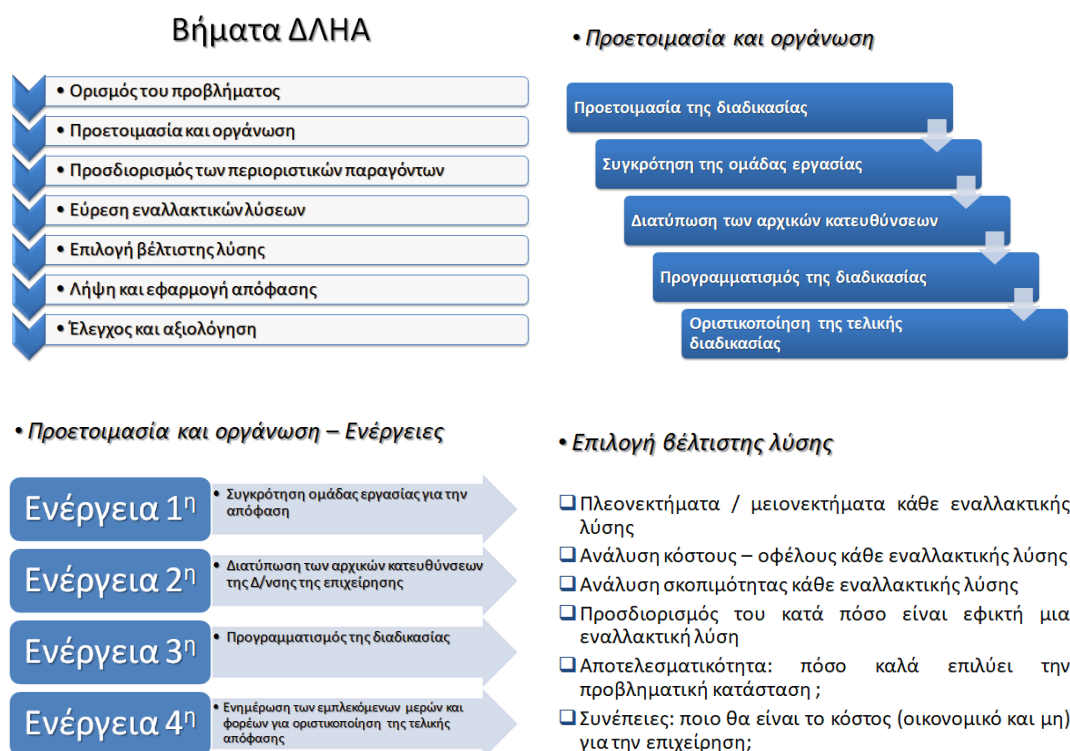 Βήματα ΔΛΗΑ
• Ορισμός του προβλήματος
• Προετοιμασία και οργάνωση
• Προσδιορισμός των περιοριστικών παραγόντων
• Εύρεση εναλλακτικών λύσεων
• Επιλογή βέλτιστης λύσης
• Λήψη και εφαρμογή απόφασης
• Έλεγχος και αξιολόγηση
• Προετοιμασία και οργάνωση
Προετοιμασία της διαδικασίας
Συγκρότηση της ομάδας εργασίας
Διατύπωση των αρχικών κατευθύνσεων
Προγραμματισμός της διαδικασίας
Οριστικοποίηση της τελικής
διαδικασίας
• Προετοιμασία και οργάνωση – Ενέργειες
Ενέργεια 1η
• Συγκρότηση ομάδας εργασίας για την
απόφαση
Ενέργεια 2η
• Διατύπωση των αρχικών κατευθύνσεων
της Δ/νσης της επιχείρησης
Ενέργεια 3η
• Προγραμματισμός της διαδικασίας
Ενέργεια 4η
• Ενημέρωση των εμπλεκόμενων μερών και
φορέων για οριστικοποίηση της τελικής
απόφασης
• Επιλογή βέλτιστης λύσης
❑ Πλεονεκτήματα / μειονεκτήματα κάθε εναλλακτικής
λύσης
❑ Ανάλυση κόστους – οφέλους κάθε εναλλακτικής λύσης
❑ Ανάλυση σκοπιμότητας κάθε εναλλακτικής λύσης
❑ Προσδιορισμός του κατά πόσο είναι εφικτή μια
εναλλακτική λύση
❑ Αποτελεσματικότητα: πόσο καλά επιλύει την
προβληματική κατάσταση ;
❑ Συνέπειες: ποιο θα είναι το κόστος (οικονομικό και μη)
για την επιχείρηση;